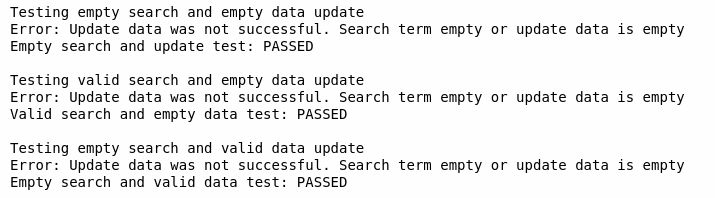 Testing empty search and empty data update
Error: Update data was not successful. Search term empty or update data is empty
Empty search and update test: PASSED

Testing valid search and empty data update
Error: Update data was not successful. Search term empty or update data is empty
Valid search and empty data test: PASSED

Testing empty search and valid data update
Error: Update data was not successful. Search term empty or update data is empty
Empty search and valid data test: PASSED